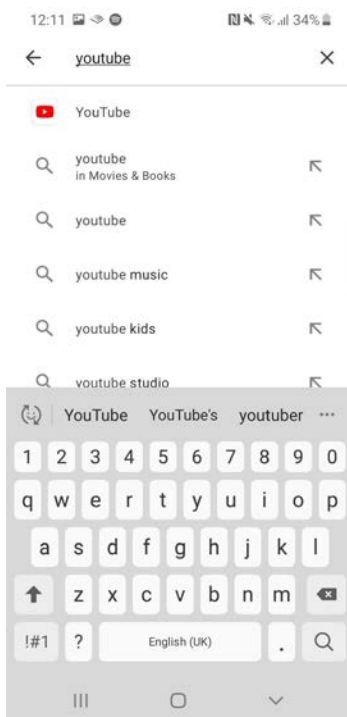 12:11 34%
youtube
YouTube
youtube
in Movies & Books
youtube
youtube music
youtube kids
youtube studio
YouTube YouTube's youtuber
1 2 3 4 5 6 7 8 9 0
q w e r t y u i o p
a s d f g h j k l
z x c v b n m
!#1 ? English (UK) .